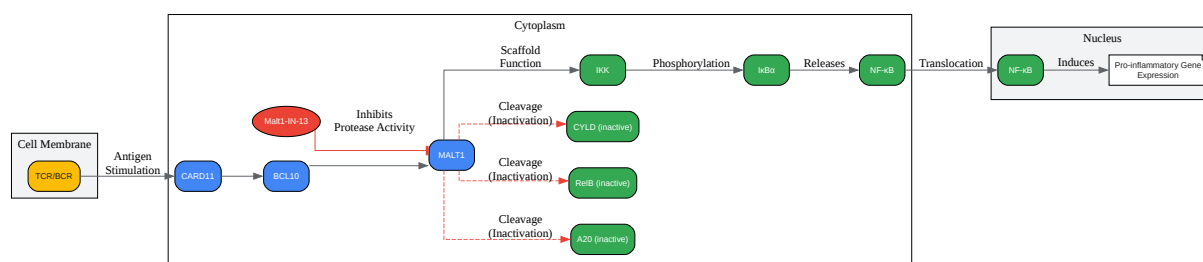 Cytoplasm
Nucleus
Cell Membrane
TCR/BCR
Antigen
Stimulation
CARD11
BCL10
Malt1-IN-13
Inhibits
Protease Activity
MALT1
Scaffold
Function
IKK
Phosphorylation
IκBα
Releases
NF-κB
Translocation
NF-κB
Induces
Pro-inflammatory Gene
Expression
Cleavage
(Inactivation)
CYLD (inactive)
Cleavage
(Inactivation)
RelB (inactive)
Cleavage
(Inactivation)
A20 (inactive)